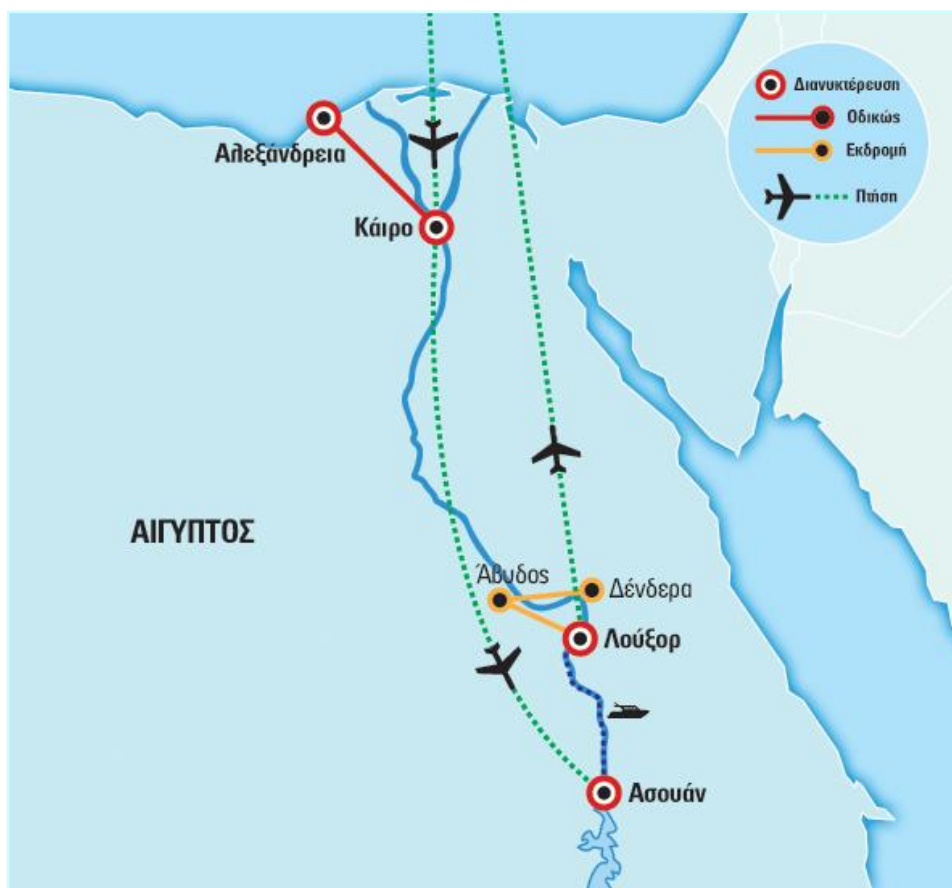 Διανυκτέρευση
Οδικώς
Εκδρομή
Πτήση
Αλεξάνδρεια
Κάιρο
ΑΙΓΥΠΤΟΣ
Άβυδος
Δένδερα
Λούξορ
Ασουάν